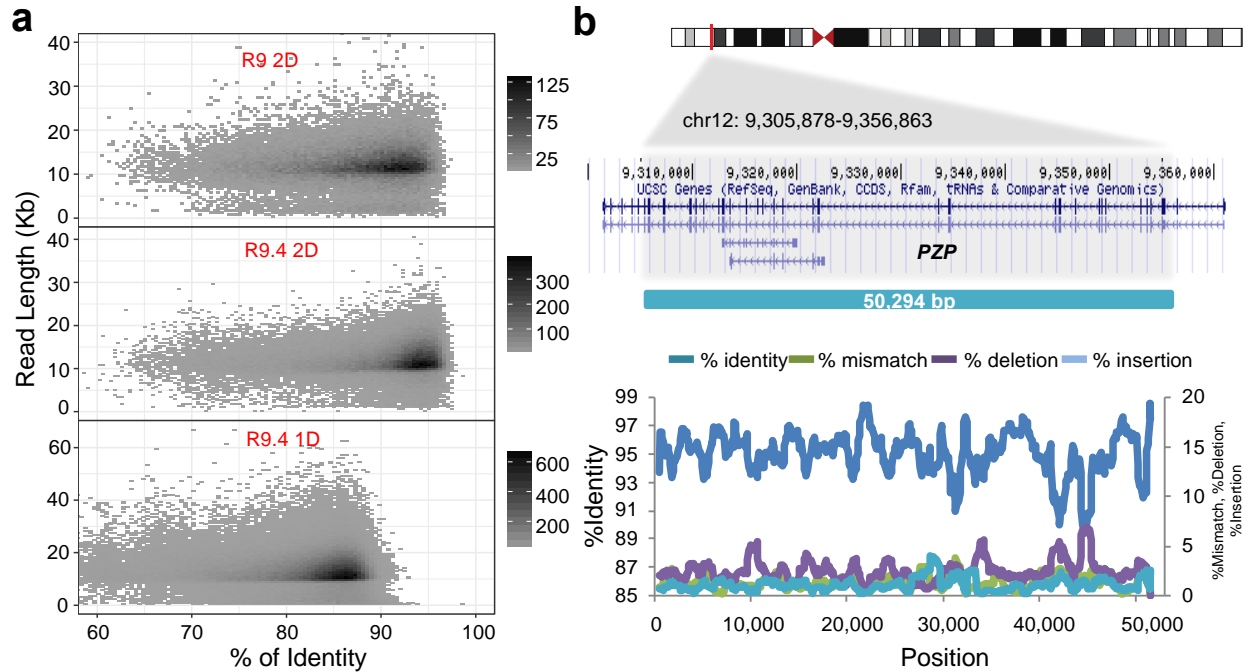 a
R9 2D
40
30
20
10
0
125
75
25
R9.4 2D
40
30
20
10
0
300
200
100
R9.4 1D
60
40
20
0
600
400
200
Read Length (Kb)
60 70 80 90 100
% of Identity
b
chr12: 9,305,878-9,356,863
9,310,000 9,320,000 9,330,000 9,340,000 9,350,000 9,360,000
UCSC Genes (RefSeq, GenBank, CCDS, Rfam, tRNAs & Comparative Genomics)
PZP
50,294 bp
% identity % mismatch % deletion % insertion
99
97
95
93
91
89
87
85
%Identity
20
15
10
5
0
%Mismatch, %Deletion,
%Insertion
0 10,000 20,000 30,000 40,000 50,000
Position